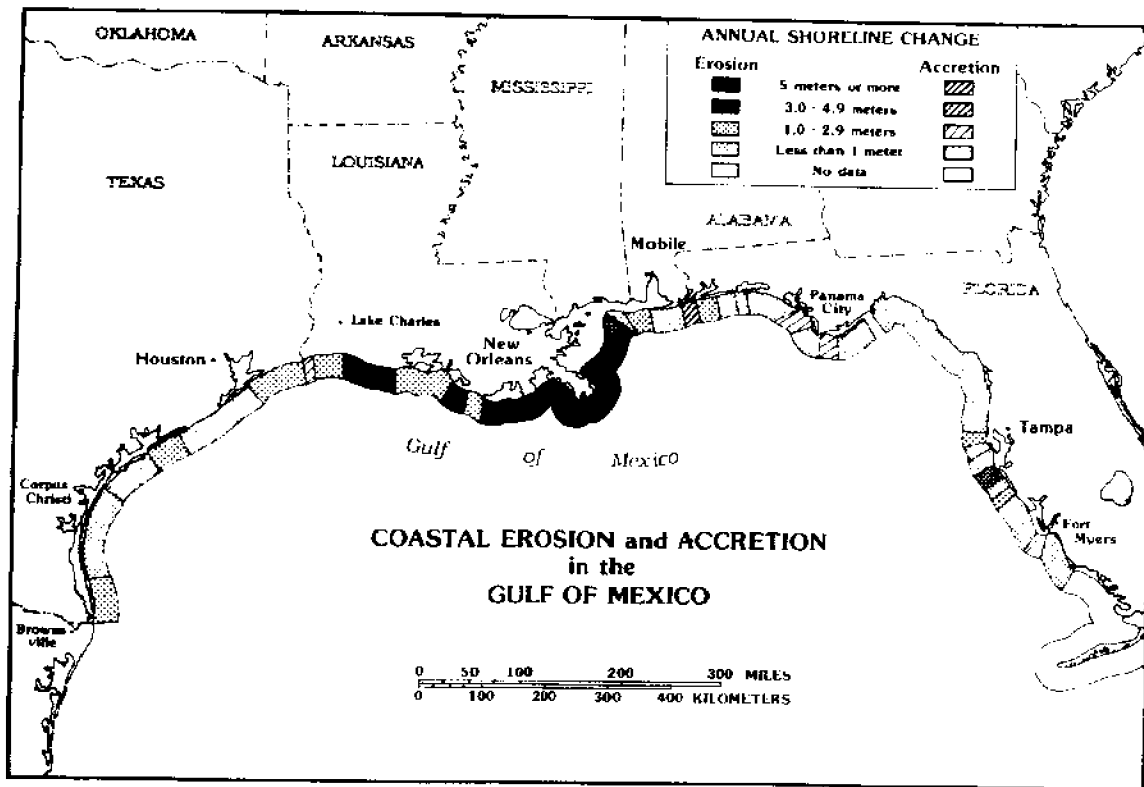 OKLAHOMA
ARKANSAS
MISSISSIPPI
ANNUAL SHORELINE CHANGE
Erosion
Accretion
5 meters or more
3.0 - 4.9 meters
1.0 - 2.9 meters
Less than 1 meter
No data
LOUISIANA
TEXAS
ALABAMA
Mobile
Panama
City
FLORIDA
Lake Charles
Houston
New
Orleans
Tampa
Gulf of Mexico
Corpus
Christi
Fort
Myers
COASTAL EROSION and ACCRETION
in the
GULF OF MEXICO
Browns
ville
0 50 100 200 300 MILES
0 100 200 300 400 KILOMETERS